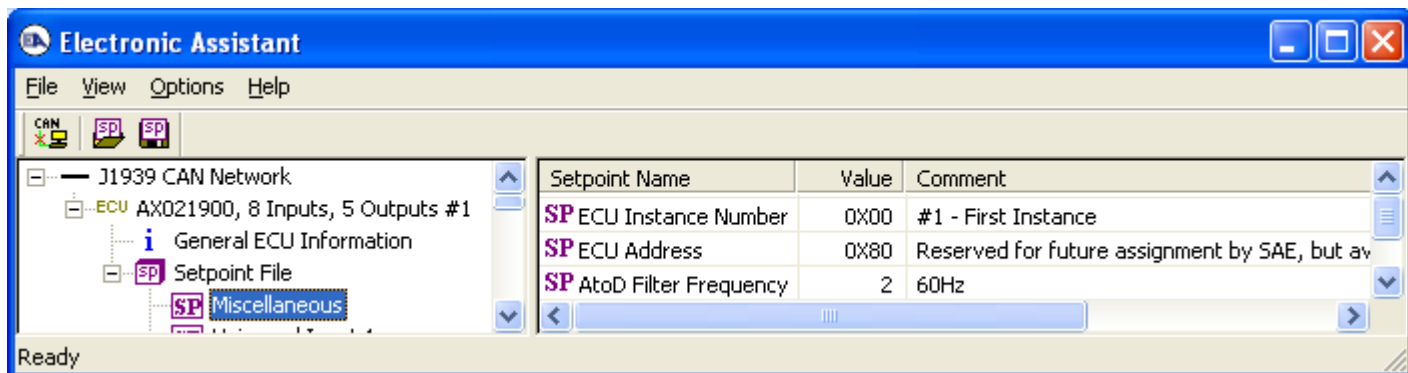 Electronic Assistant
File View Options Help
CAN SP SP
J1939 CAN Network
ECU AX021900, 8 Inputs, 5 Outputs #1
i General ECU Information
SP Setpoint File
SP Miscellaneous
Setpoint Name Value Comment
SP ECU Instance Number 0X00 #1 - First Instance
SP ECU Address 0X80 Reserved for future assignment by SAE, but av
SP AtoD Filter Frequency 2 60Hz
Ready